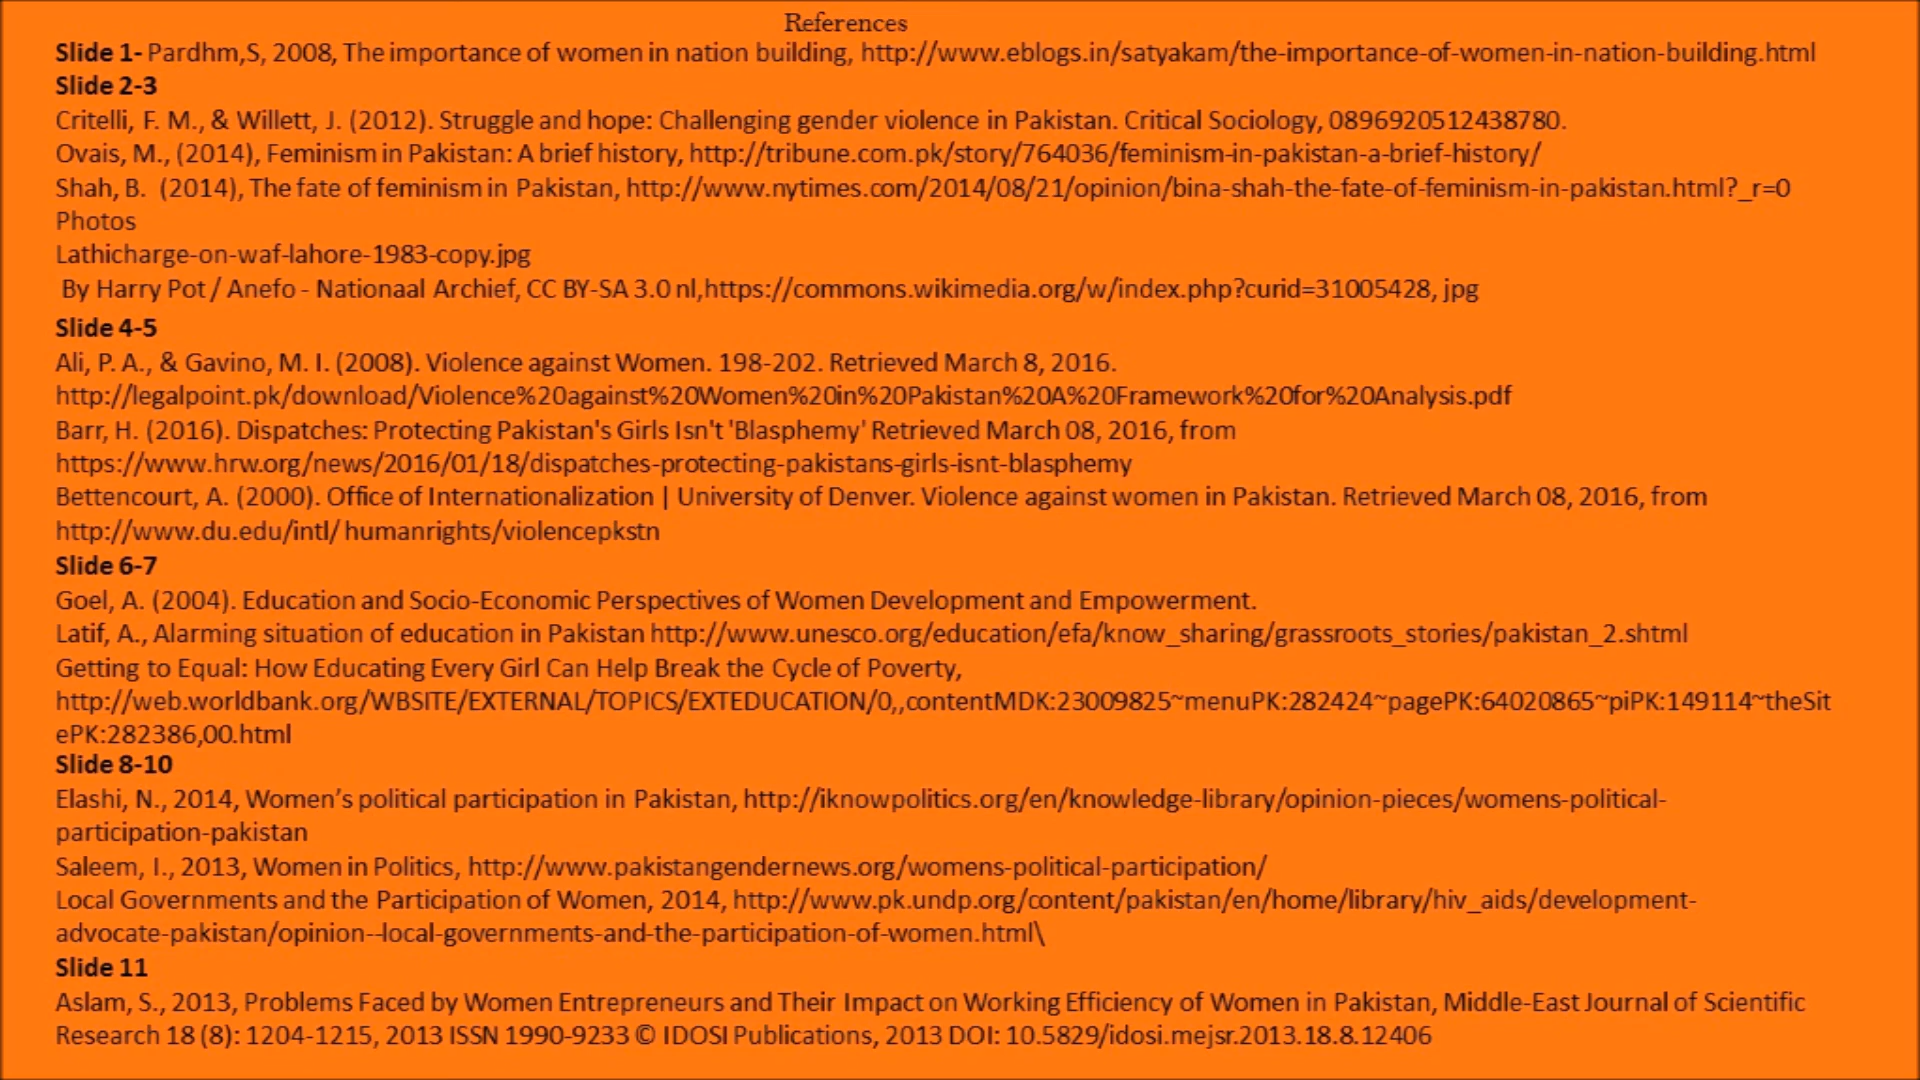 References
Slide 1- Pardhm,S, 2008, The importance of women in nation building, http://www.eblogs.in/satyakam/the-importance-of-women-in-nation-building.html
Slide 2-3
Critelli, F. M., & Willett, J. (2012). Struggle and hope: Challenging gender violence in Pakistan. Critical Sociology, 0896920512438780.
Ovais, M., (2014), Feminism in Pakistan: A brief history, http://tribune.com.pk/story/764036/feminism-in-pakistan-a-brief-history/
Shah, B.  (2014), The fate of feminism in Pakistan, http://www.nytimes.com/2014/08/21/opinion/bina-shah-the-fate-of-feminism-in-pakistan.html?_r=0
Photos
Lathicharge-on-waf-lahore-1983-copy.jpg
By Harry Pot / Anefo - Nationaal Archief, CC BY-SA 3.0 nl,https://commons.wikimedia.org/w/index.php?curid=31005428, jpg
Slide 4-5
Ali, P. A., & Gavino, M. I. (2008). Violence against Women. 198-202. Retrieved March 8, 2016.
http://legalpoint.pk/download/Violence%20against%20Women%20in%20Pakistan%20A%20Framework%20for%20Analysis.pdf
Barr, H. (2016). Dispatches: Protecting Pakistan's Girls Isn't 'Blasphemy' Retrieved March 08, 2016, from
https://www.hrw.org/news/2016/01/18/dispatches-protecting-pakistans-girls-isnt-blasphemy
Bettencourt, A. (2000). Office of Internationalization | University of Denver. Violence against women in Pakistan. Retrieved March 08, 2016, from
http://www.du.edu/intl/ humanrights/violencepkstn
Slide 6-7
Goel, A. (2004). Education and Socio-Economic Perspectives of Women Development and Empowerment.
Latif, A., Alarming situation of education in Pakistan http://www.unesco.org/education/efa/know_sharing/grassroots_stories/pakistan_2.shtml
Getting to Equal: How Educating Every Girl Can Help Break the Cycle of Poverty,
http://web.worldbank.org/WBSITE/EXTERNAL/TOPICS/EXTEDUCATION/0,,contentMDK:23009825~menuPK:282424~pagePK:64020865~piPK:149114~theSit
ePK:282386,00.html
Slide 8-10
Elashi, N., 2014, Women’s political participation in Pakistan, http://iknowpolitics.org/en/knowledge-library/opinion-pieces/womens-political-
participation-pakistan
Saleem, I., 2013, Women in Politics, http://www.pakistangendernews.org/womens-political-participation/
Local Governments and the Participation of Women, 2014, http://www.pk.undp.org/content/pakistan/en/home/library/hiv_aids/development-
advocate-pakistan/opinion--local-governments-and-the-participation-of-women.html\
Slide 11
Aslam, S., 2013, Problems Faced by Women Entrepreneurs and Their Impact on Working Efficiency of Women in Pakistan, Middle-East Journal of Scientific
Research 18 (8): 1204-1215, 2013 ISSN 1990-9233 © IDOSI Publications, 2013 DOI: 10.5829/idosi.mejsr.2013.18.8.12406